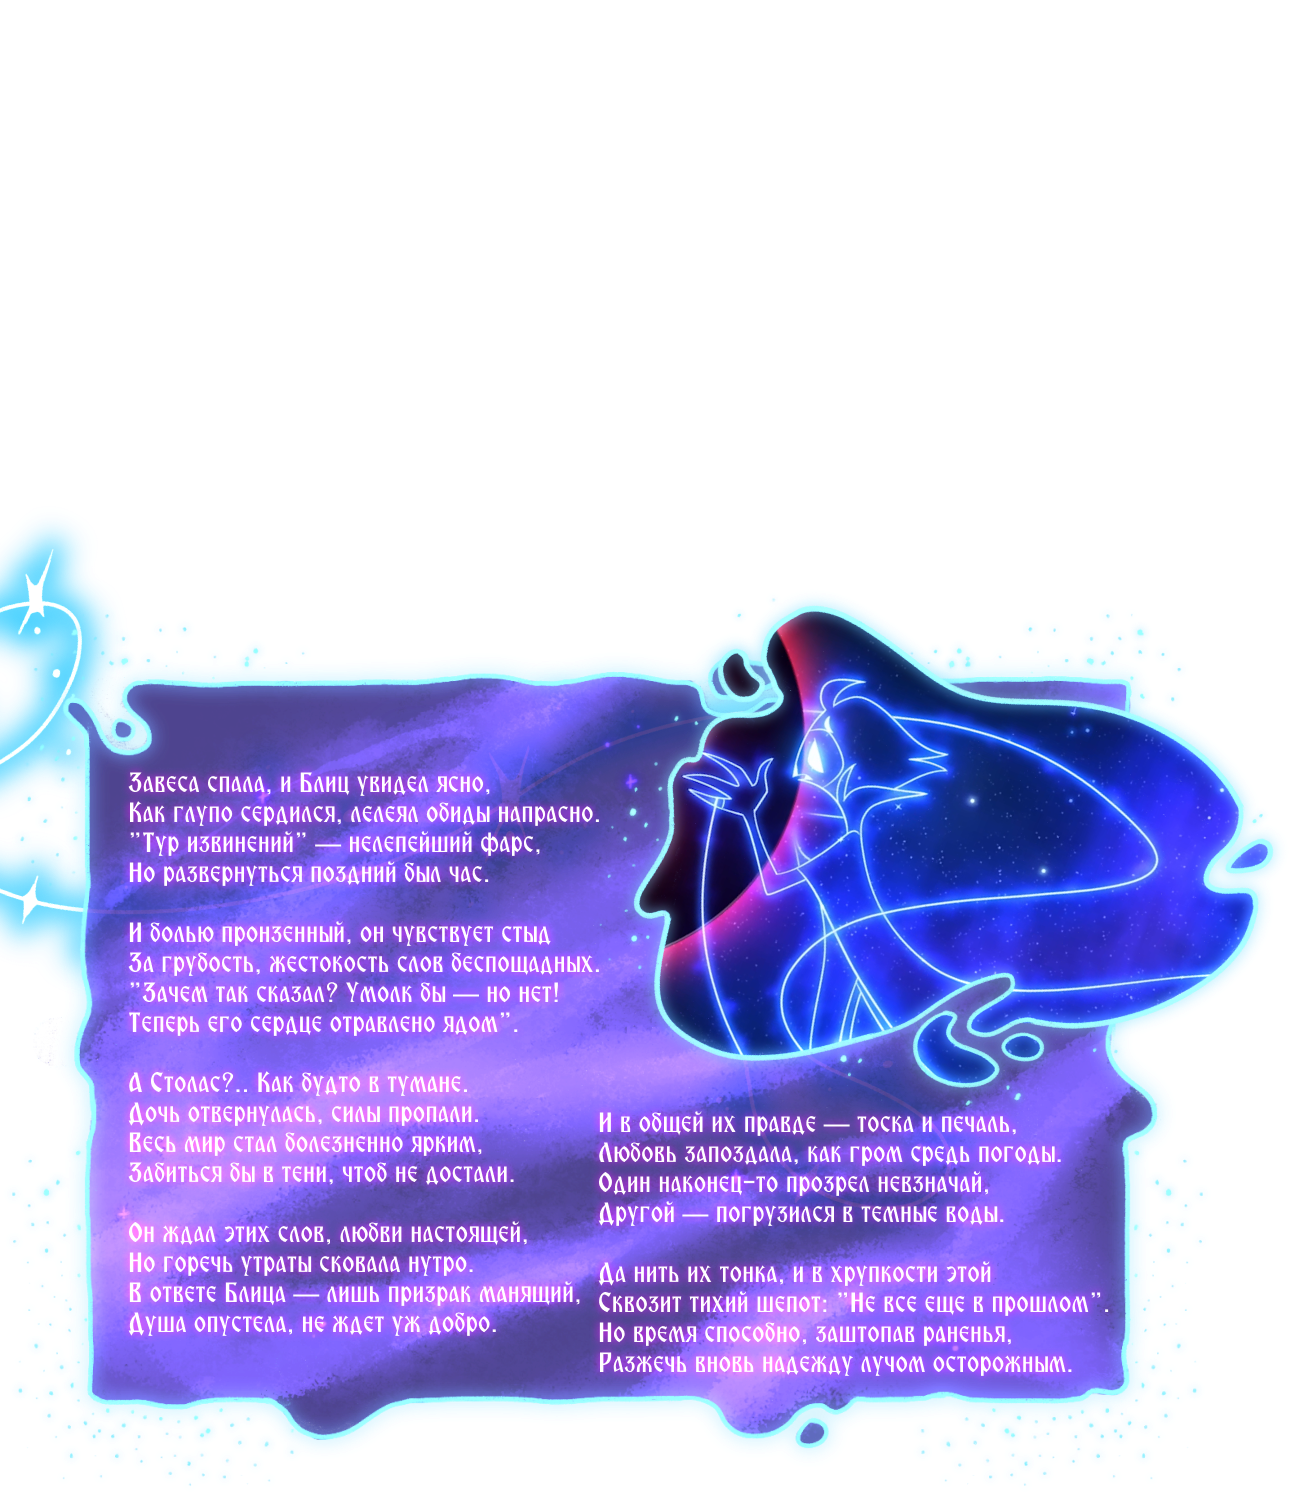 Завеса спала, и Блиц увидел ясно,
Как глупо сердился, лелеял обиды напрасно.
"Тур извинений" — нелепейший фарс,
Но развернуться поздний был час.
И болью пронзенный, он чувствует стыд
За грубость, жестокость слов беспощадных.
"Зачем так сказал? Умолк бы — но нет!
Теперь его сердце отравлено ядом".
А Столас?.. Как будто в тумане.
Дочь отвернулась, силы пропали.
Весь мир стал болезненно ярким,
Забиться бы в тени, чтоб не достали.
Он ждал этих слов, любви настоящей,
Но горечь утраты сковала нутро.
В ответе Блица — лишь призрак манящий,
Душа опустела, не ждет уж добро.
И в общей их правде — тоска и печаль,
Любовь запоздала, как гром средь погоды.
Один наконец-то прозрел невзначай,
Другой — погрузился в темные воды.
Да нить их тонка, и в хрупкости этой
Сквозит тихий шепот: "Не все еще в прошлом".
Но время способно, заштопав раненья,
Разжечь вновь надежду лучом осторожным.